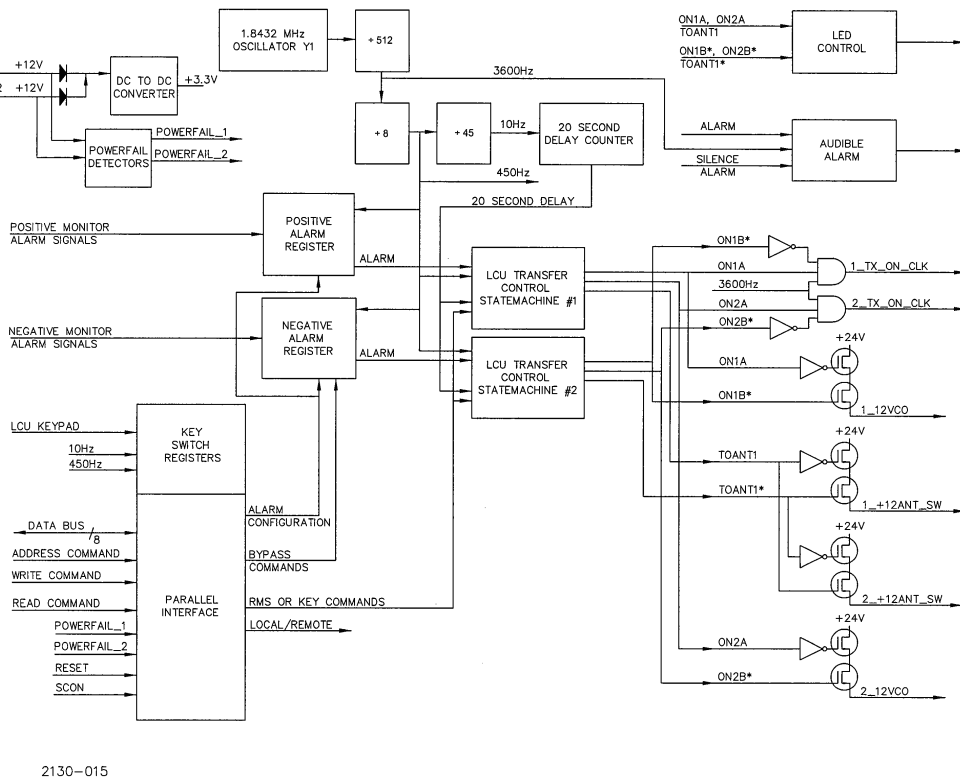 1.8432 MHz
OSCILLATOR Y1
÷512
ON1A, ON2A
TOANT1
ON1B*, ON2B*
TOANT1*
LED
CONTROL
+12V
2 +12V
DC TO DC
CONVERTER
+3.3V
3600Hz
÷8
÷45
10Hz
20 SECOND
DELAY COUNTER
ALARM
SILENCE
ALARM
AUDIBLE
ALARM
POWERFAIL
DETECTORS
POWERFAIL_1
POWERFAIL_2
450Hz
20 SECOND DELAY
POSITIVE MONITOR
ALARM SIGNALS
POSITIVE
ALARM
REGISTER
ALARM
LCU TRANSFER
CONTROL
STATEMACHINE #1
ON1B*
ON1A
3600Hz
ON2A
ON2B*
1_TX_ON_CLK
2_TX_ON_CLK
NEGATIVE MONITOR
ALARM SIGNALS
NEGATIVE
ALARM
REGISTER
ALARM
LCU TRANSFER
CONTROL
STATEMACHINE #2
+24V
ON1A
ON1B*
1_12VCO
LCU KEYPAD
10Hz
450Hz
KEY
SWITCH
REGISTERS
+24V
TOANT1
TOANT1*
1_+12ANT_SW
ALARM
CONFIGURATION
DATA BUS
8
ADDRESS COMMAND
BYPASS
COMMANDS
+24V
WRITE COMMAND
READ COMMAND
PARALLEL
INTERFACE
RMS OR KEY COMMANDS
2_+12ANT_SW
POWERFAIL_1
LOCAL/REMOTE
POWERFAIL_2
RESET
SCON
+24V
ON2A
ON2B*
2_12VCO
2130-015